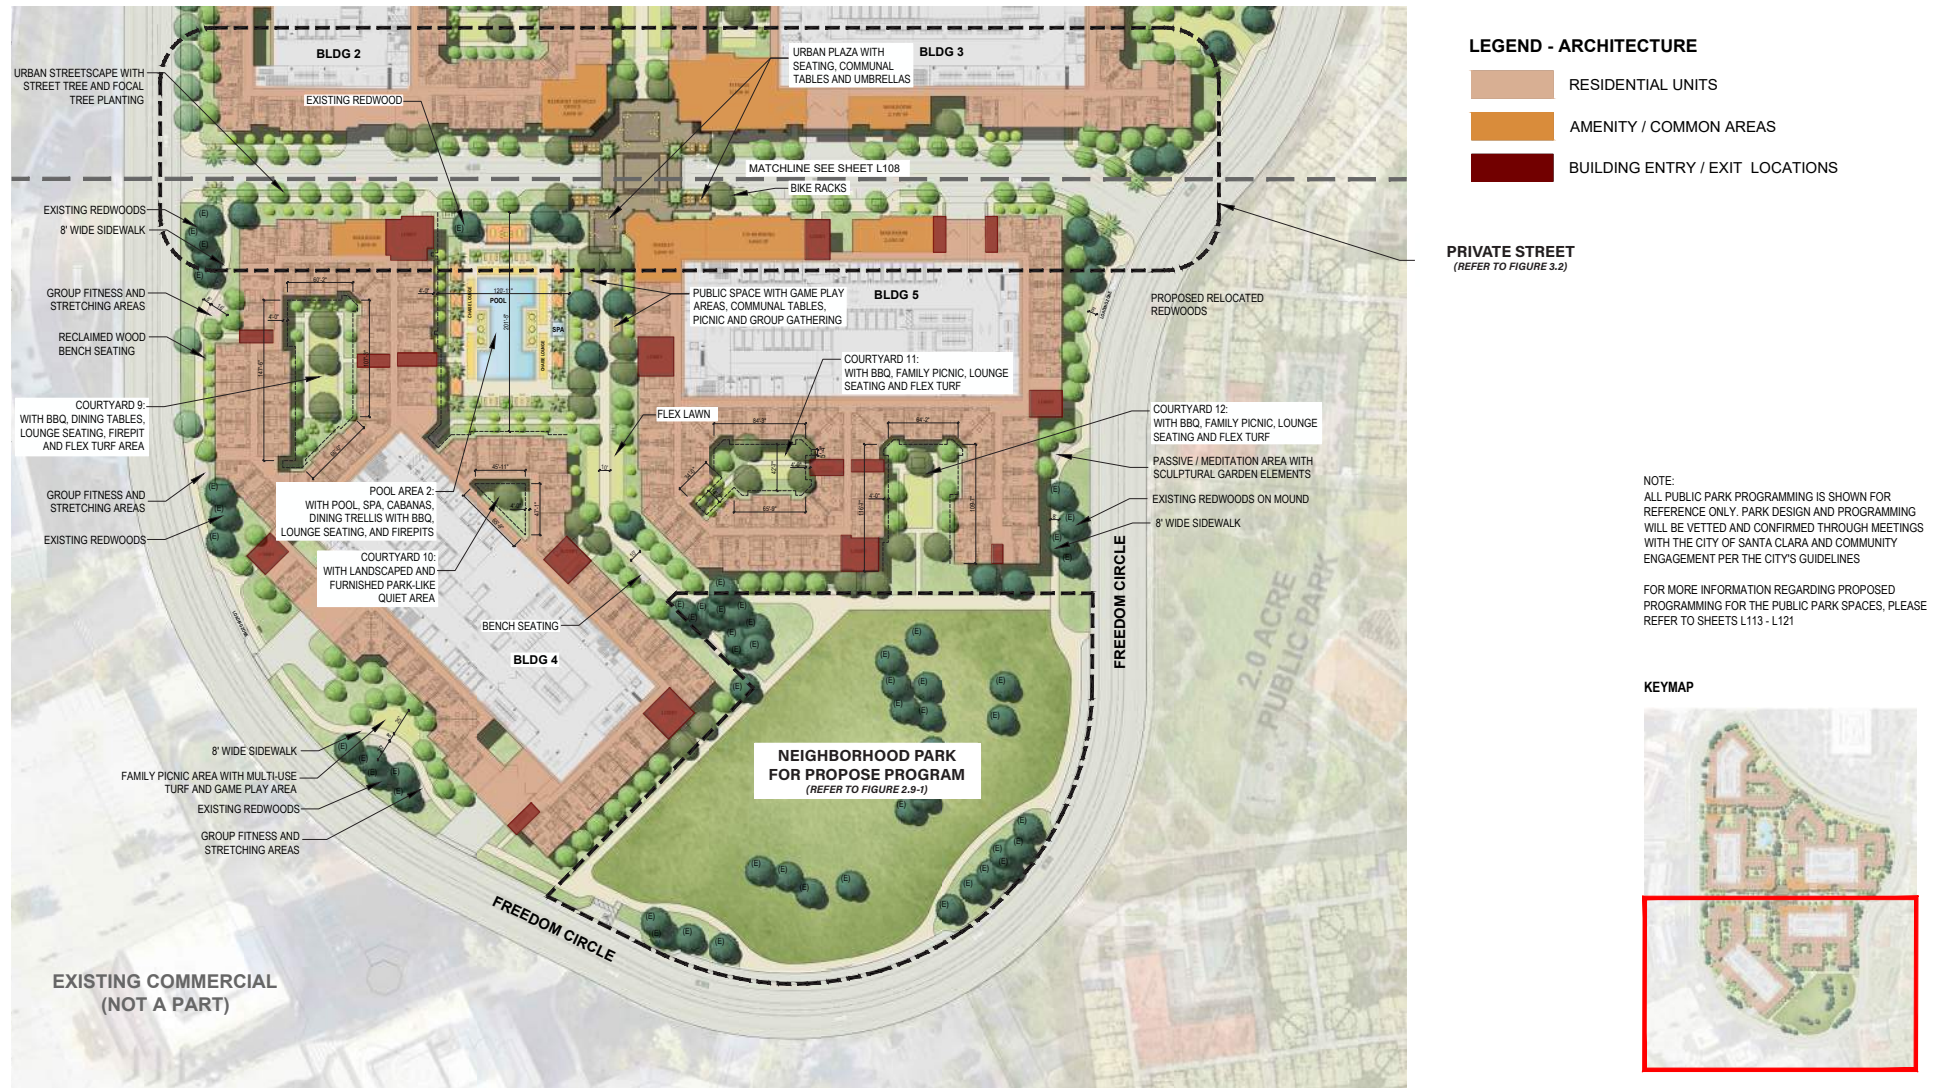 BLDG 2
BLDG 3
URBAN PLAZA WITH
SEATING, COMMUNAL
TABLES AND UMBRELLAS
URBAN STREETSCAPE WITH
STREET TREE AND FOCAL
TREE PLANTING
EXISTING REDWOOD
MATCHLINE SEE SHEET L108
BIKE RACKS
EXISTING REDWOODS
8' WIDE SIDEWALK
GROUP FITNESS AND
STRETCHING AREAS
RECLAIMED WOOD
BENCH SEATING
COURTYARD 9:
WITH BBQ, DINING TABLES,
LOUNGE SEATING, FIREPIT
AND FLEX TURF AREA
GROUP FITNESS AND
STRETCHING AREAS
EXISTING REDWOODS
POOL
SPA
CHAISE LOUNGE
CHAISE LOUNGE
PUBLIC SPACE WITH GAME PLAY
AREAS, COMMUNAL TABLES,
PICNIC AND GROUP GATHERING
BLDG 5
COURTYARD 11:
WITH BBQ, FAMILY PICNIC, LOUNGE
SEATING AND FLEX TURF
FLEX LAWN
PROPOSED RELOCATED
REDWOODS
COURTYARD 12:
WITH BBQ, FAMILY PICNIC, LOUNGE
SEATING AND FLEX TURF
PASSIVE / MEDITATION AREA WITH
SCULPTURAL GARDEN ELEMENTS
EXISTING REDWOODS ON MOUND
8' WIDE SIDEWALK
POOL AREA 2:
WITH POOL, SPA, CABANAS,
DINING TRELLIS WITH BBQ,
LOUNGE SEATING, AND FIREPITS
COURTYARD 10:
WITH LANDSCAPED AND
FURNISHED PARK-LIKE
QUIET AREA
BENCH SEATING
BLDG 4
FREEDOM CIRCLE
2.0 ACRE
PUBLIC PARK
8' WIDE SIDEWALK
FAMILY PICNIC AREA WITH MULTI-USE
TURF AND GAME PLAY AREA
EXISTING REDWOODS
GROUP FITNESS AND
STRETCHING AREAS
NEIGHBORHOOD PARK
FOR PROPOSE PROGRAM
(REFER TO FIGURE 2.9-1)
FREEDOM CIRCLE
EXISTING COMMERCIAL
(NOT A PART)
LEGEND - ARCHITECTURE
RESIDENTIAL UNITS
AMENITY / COMMON AREAS
BUILDING ENTRY / EXIT LOCATIONS
PRIVATE STREET
(REFER TO FIGURE 3.2)
NOTE:
ALL PUBLIC PARK PROGRAMMING IS SHOWN FOR
REFERENCE ONLY. PARK DESIGN AND PROGRAMMING
WILL BE VETTED AND CONFIRMED THROUGH MEETINGS
WITH THE CITY OF SANTA CLARA AND COMMUNITY
ENGAGEMENT PER THE CITY'S GUIDELINES
FOR MORE INFORMATION REGARDING PROPOSED
PROGRAMMING FOR THE PUBLIC PARK SPACES, PLEASE
REFER TO SHEETS L113 - L121
KEYMAP